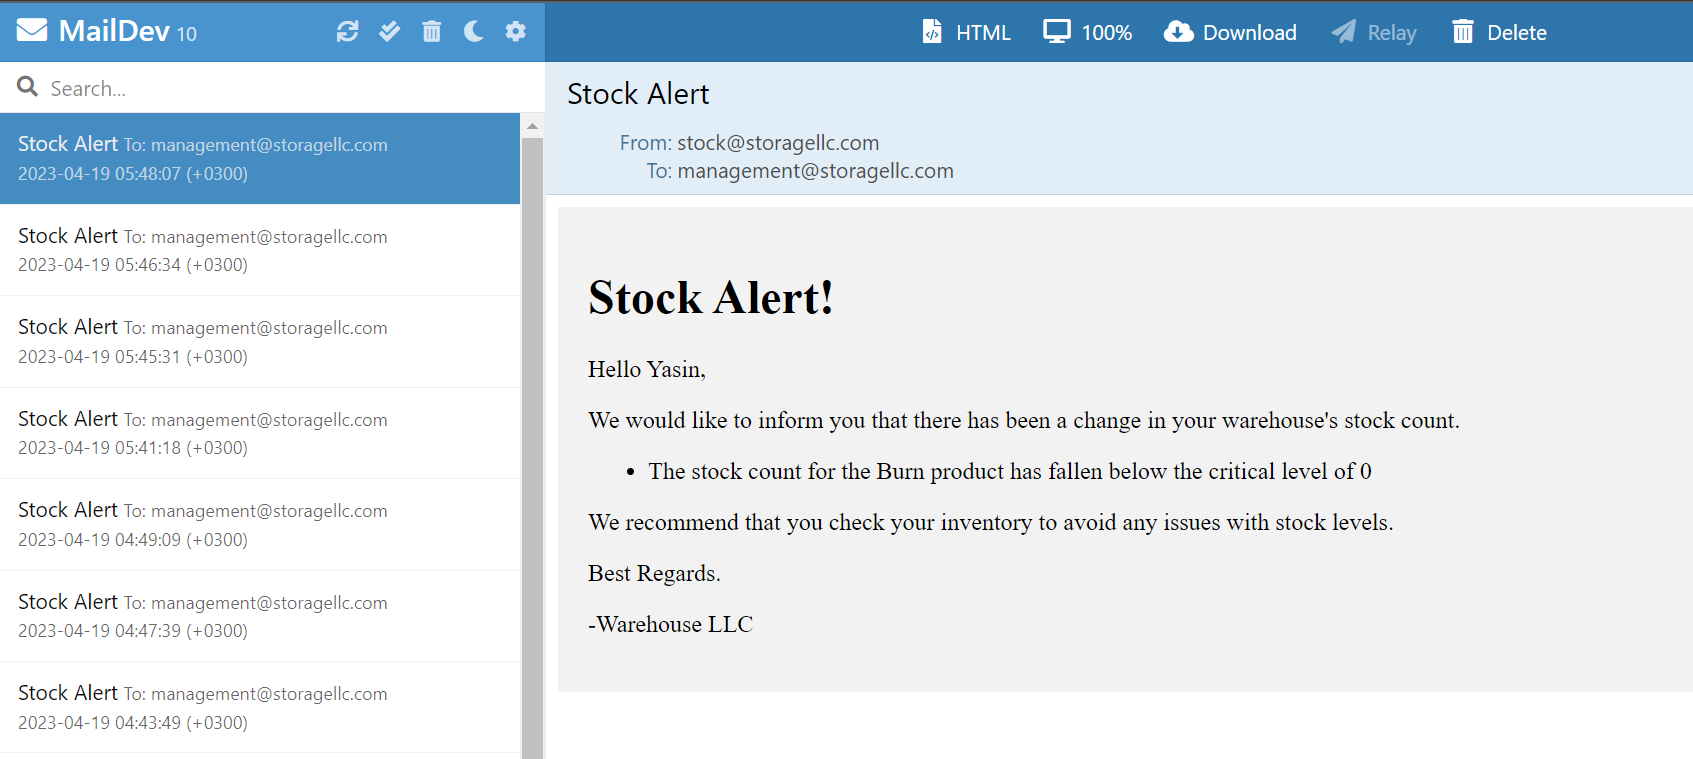 MailDev 10
Search...
Stock Alert To: management@storagellc.com
2023-04-19 05:48:07 (+0300)
Stock Alert To: management@storagellc.com
2023-04-19 05:46:34 (+0300)
Stock Alert To: management@storagellc.com
2023-04-19 05:45:31 (+0300)
Stock Alert To: management@storagellc.com
2023-04-19 05:41:18 (+0300)
Stock Alert To: management@storagellc.com
2023-04-19 04:49:09 (+0300)
Stock Alert To: management@storagellc.com
2023-04-19 04:47:39 (+0300)
Stock Alert To: management@storagellc.com
2023-04-19 04:43:49 (+0300)
HTML 100% Download Relay Delete
Stock Alert
From: stock@storagellc.com
To: management@storagellc.com
Stock Alert!
Hello Yasin,
We would like to inform you that there has been a change in your warehouse's stock count.
• The stock count for the Burn product has fallen below the critical level of 0
We recommend that you check your inventory to avoid any issues with stock levels.
Best Regards.
-Warehouse LLC